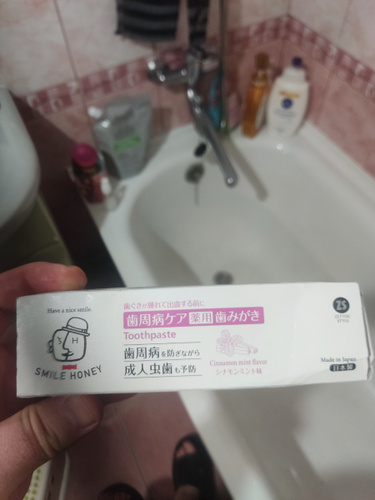 Have a nice smile.
S H
SMILE HONEY
歯ぐきが腫れて出血する前に
歯周病ケア 薬用 歯みがき
Toothpaste
歯周病を防ぎながら
成人虫歯も予防
Cinnamon mint flavor
シナモンミント味
ZS
Made in Japan
日本製